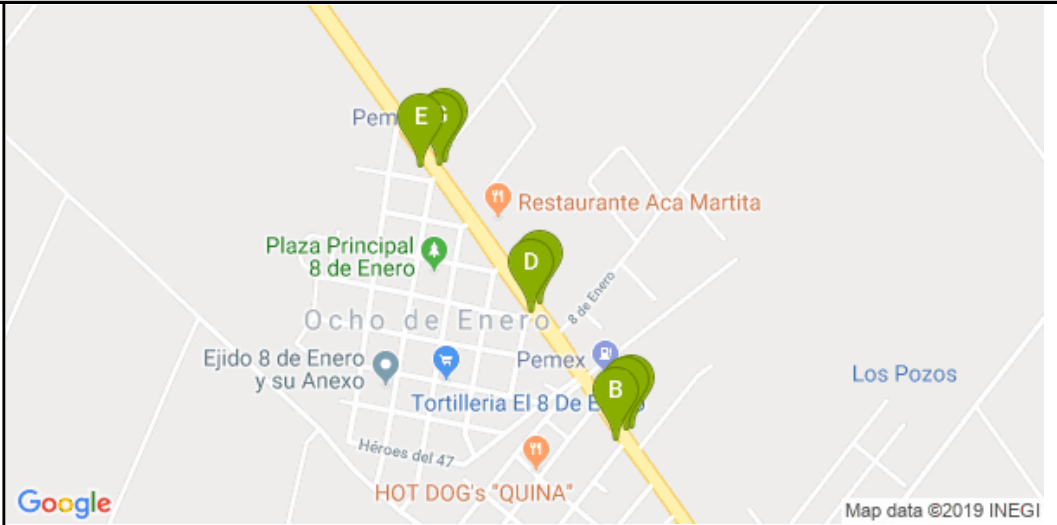 E
Pem
Restaurante Aca Martita
Plaza Principal
8 de Enero
D
8 de Enero
Ocho de Enero
Ejido 8 de Enero
y su Anexo
Pemex
B
Los Pozos
Tortilleria El 8 De E
Héroes del 47
HOT DOG's "QUINA"
Google
Map data ©2019 INEGI